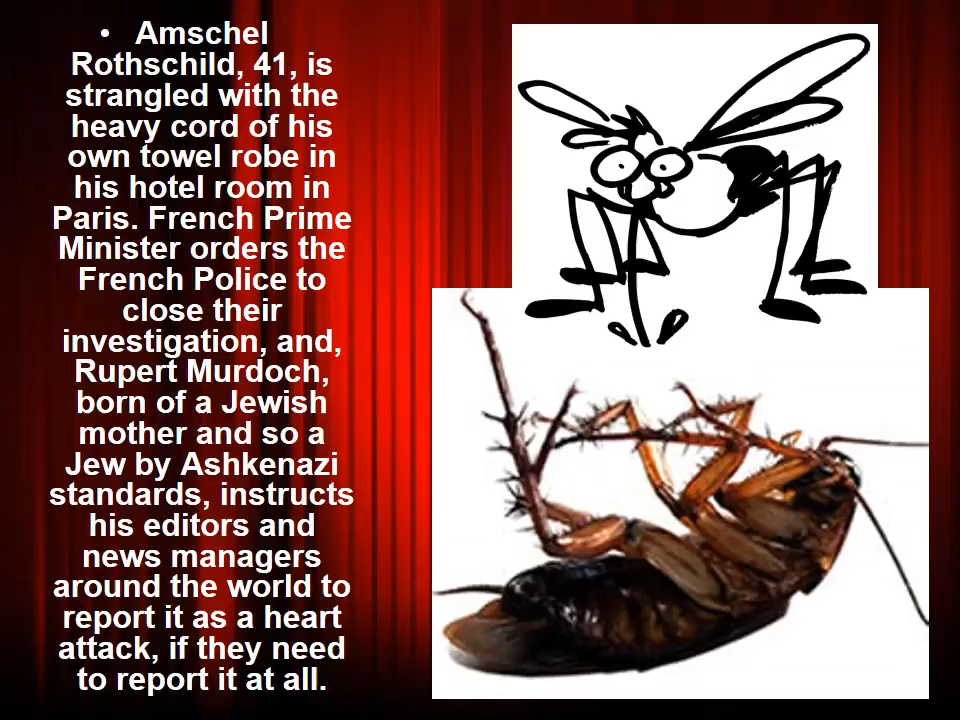 • Amschel
Rothschild, 41, is
strangled with the
heavy cord of his
own towel robe in
his hotel room in
Paris. French Prime
Minister orders the
French Police to
close their
investigation, and,
Rupert Murdoch,
born of a Jewish
mother and so a
Jew by Ashkenazi
standards, instructs
his editors and
news managers
around the world to
report it as a heart
attack, if they need
to report it at all.